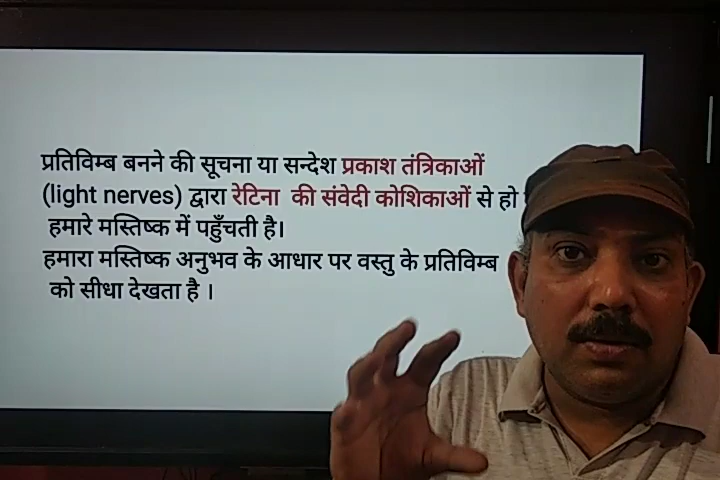 प्रतिविम्ब बनने की सूचना या सन्देश प्रकाश तंत्रिकाओं
(light nerves) द्वारा रेटिना की संवेदी कोशिकाओं से हो
हमारे मस्तिष्क में पहुँचती है।
हमारा मस्तिष्क अनुभव के आधार पर वस्तु के प्रतिविम्ब
को सीधा देखता है ।